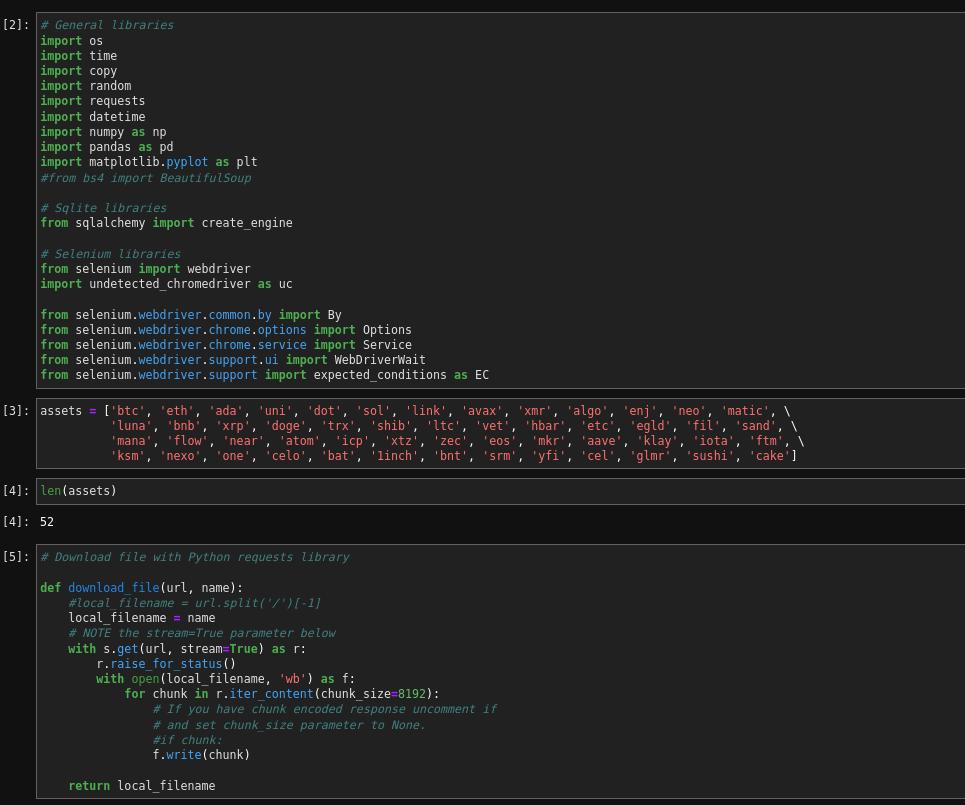 [2]: # General libraries
import os
import time
import copy
import random
import requests
import datetime
import numpy as np
import pandas as pd
import matplotlib.pyplot as plt
#from bs4 import BeautifulSoup

# Sqlite libraries
from sqlalchemy import create_engine

# Selenium libraries
from selenium import webdriver
import undetected_chromedriver as uc

from selenium.webdriver.common.by import By
from selenium.webdriver.chrome.options import Options
from selenium.webdriver.chrome.service import Service
from selenium.webdriver.support.ui import WebDriverWait
from selenium.webdriver.support import expected_conditions as EC
[3]: assets = ['btc', 'eth', 'ada', 'uni', 'dot', 'sol', 'link', 'avax', 'xmr', 'algo', 'enj', 'neo', 'matic', \
          'luna', 'bnb', 'xrp', 'doge', 'trx', 'shib', 'ltc', 'vet', 'hbar', 'etc', 'egld', 'fil', 'sand', \
          'mana', 'flow', 'near', 'atom', 'icp', 'xtz', 'zec', 'eos', 'mkr', 'aave', 'klay', 'iota', 'ftm', \
          'ksm', 'nexo', 'one', 'celo', 'bat', '1inch', 'bnt', 'srm', 'yfi', 'cel', 'glmr', 'sushi', 'cake']
[4]: len(assets)
[4]: 52
[5]: # Download file with Python requests library

def download_file(url, name):
    #local_filename = url.split('/')[-1]
    local_filename = name
    # NOTE the stream=True parameter below
    with s.get(url, stream=True) as r:
        r.raise_for_status()
        with open(local_filename, 'wb') as f:
            for chunk in r.iter_content(chunk_size=8192):
                # If you have chunk encoded response uncomment if
                # and set chunk_size parameter to None.
                #if chunk:
                f.write(chunk)

    return local_filename